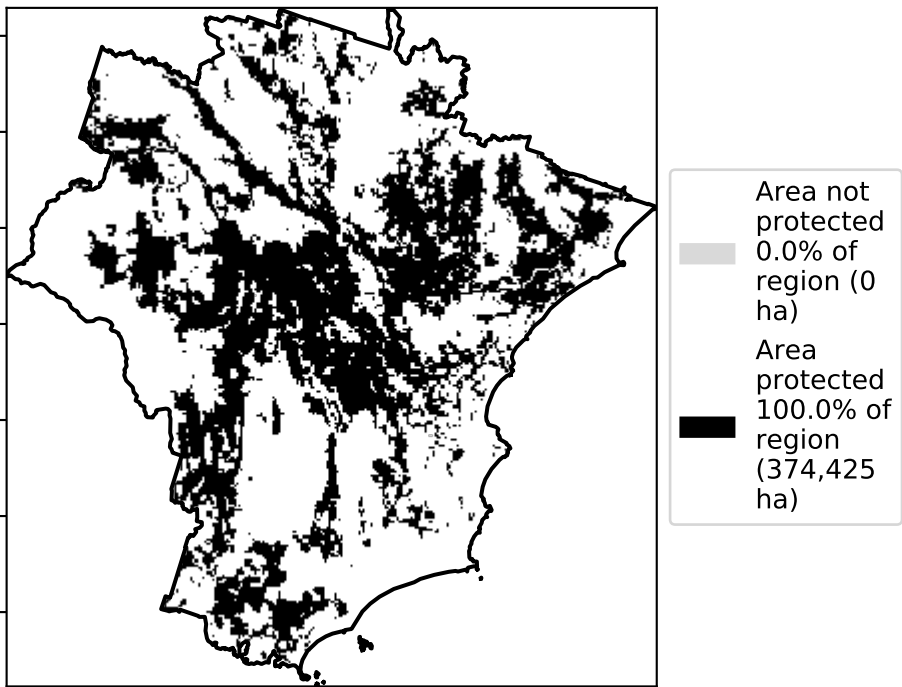 Area not
protected
0.0% of
region (0
ha)
Area
protected
100.0% of
region
(374,425
ha)